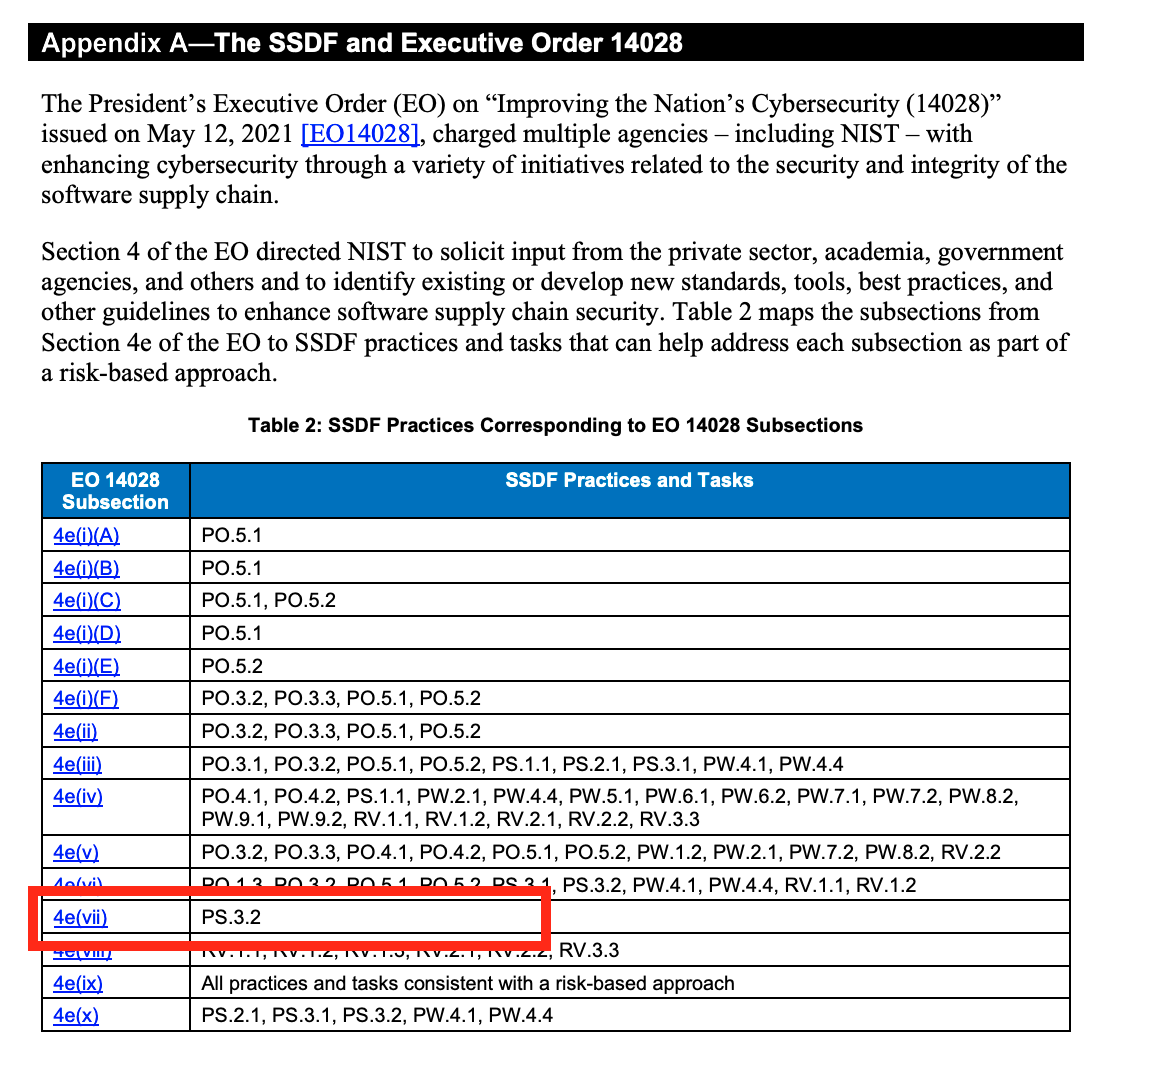 Appendix A—The SSDF and Executive Order 14028
The President's Executive Order (EO) on “Improving the Nation's Cybersecurity (14028)”
issued on May 12, 2021 [EO14028], charged multiple agencies – including NIST – with
enhancing cybersecurity through a variety of initiatives related to the security and integrity of the
software supply chain.
Section 4 of the EO directed NIST to solicit input from the private sector, academia, government
agencies, and others and to identify existing or develop new standards, tools, best practices, and
other guidelines to enhance software supply chain security. Table 2 maps the subsections from
Section 4e of the EO to SSDF practices and tasks that can help address each subsection as part of
a risk-based approach.
Table 2: SSDF Practices Corresponding to EO 14028 Subsections
EO 14028 SSDF Practices and Tasks
Subsection
4e(i)(A) PO.5.1
4e(i)(B) PO.5.1
4e(i)(C) PO.5.1, PO.5.2
4e(i)(D) PO.5.1
4e(i)(E) PO.5.2
4e(i)(F) PO.3.2, PO.3.3, PO.5.1, PO.5.2
4e(ii) PO.3.2, PO.3.3, PO.5.1, PO.5.2
4e(iii) PO.3.1, PO.3.2, PO.5.1, PO.5.2, PS.1.1, PS.2.1, PS.3.1, PW.4.1, PW.4.4
4e(iv) PO.4.1, PO.4.2, PS.1.1, PW.2.1, PW.4.4, PW.5.1, PW.6.1, PW.6.2, PW.7.1, PW.7.2, PW.8.2,
PW.9.1, PW.9.2, RV.1.1, RV.1.2, RV.2.1, RV.2.2, RV.3.3
4e(v) PO.3.2, PO.3.3, PO.4.1, PO.4.2, PO.5.1, PO.5.2, PW.1.2, PW.2.1, PW.7.2, PW.8.2, RV.2.2
4e(vi) PO.1.3, PO.3.2, PO.5.1, PO.5.2, PS.3.1, PS.3.2, PW.4.1, PW.4.4, RV.1.1, RV.1.2
4e(vii) PS.3.2
4e(viii) RV.1.1, RV.1.2, RV.1.3, RV.2.1, RV.2.2, RV.3.3
4e(ix) All practices and tasks consistent with a risk-based approach
4e(x) PS.2.1, PS.3.1, PS.3.2, PW.4.1, PW.4.4